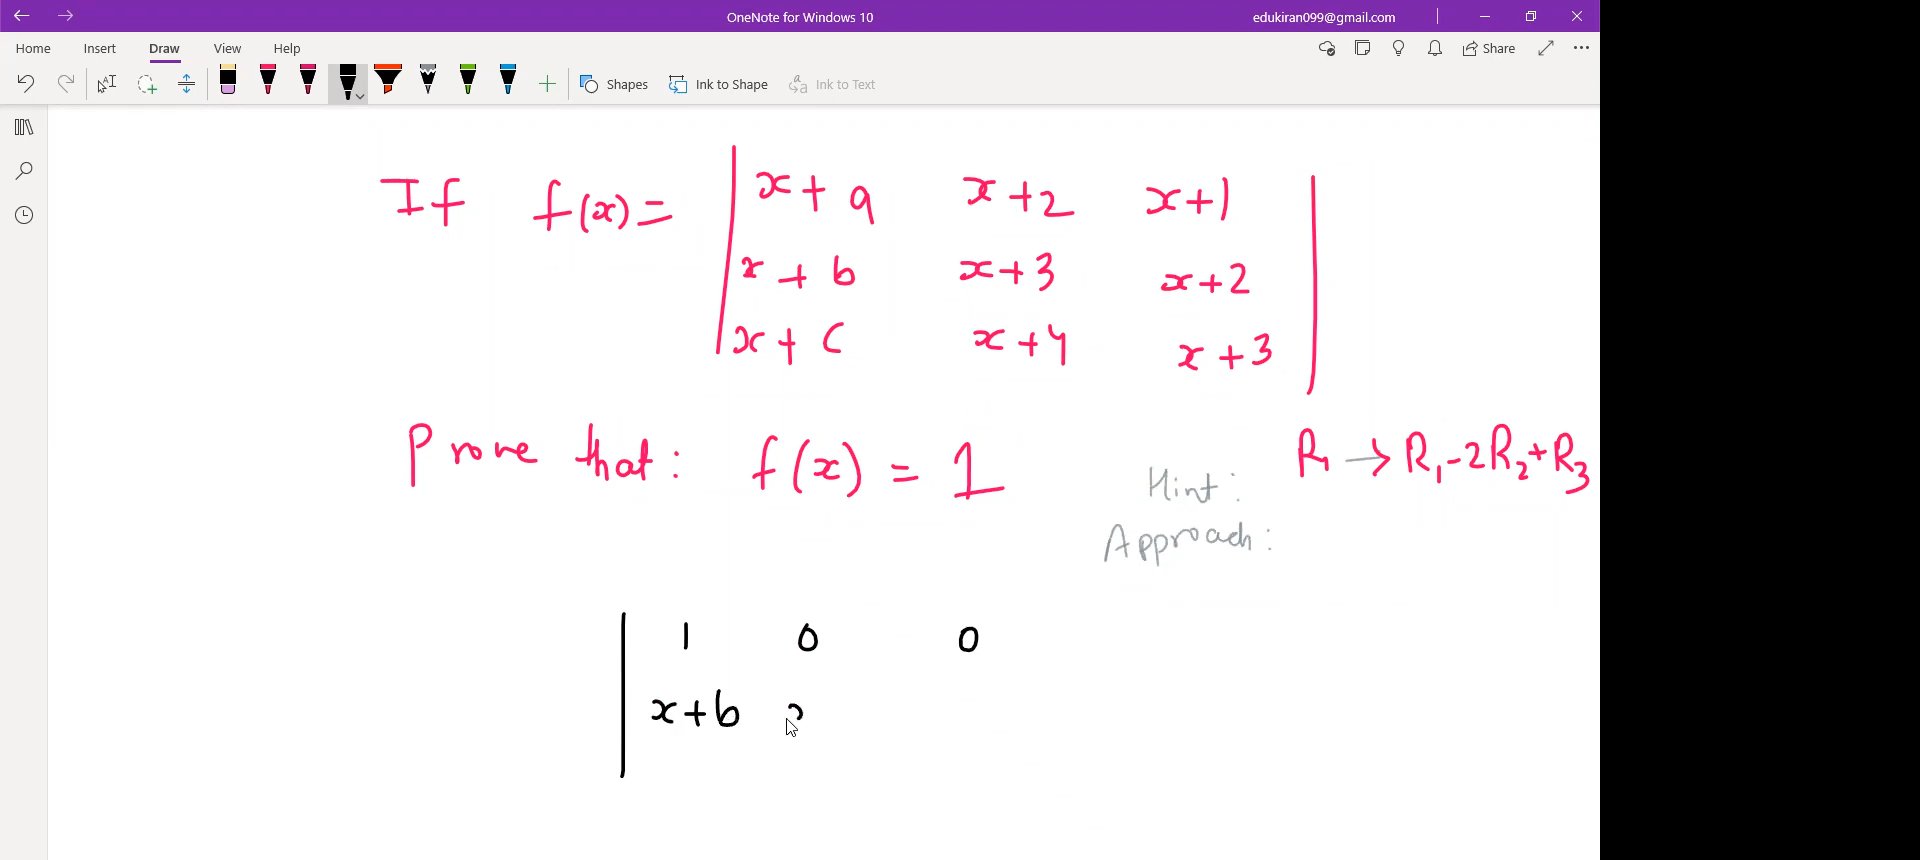 OneNote for Windows 10
edukiran099@gmail.com
Home Insert Draw View Help
Share
Shapes Ink to Shape Ink to Text
If f(x) = | x + a x + 2 x + 1 |
| x + b x + 3 x + 2 |
| x + c x + 4 x + 3 |
Prove that: f(x) = 1
R₁ → R₁ - 2R₂ + R₃
Hint:
Approach:
| 1 0 0
| x + b